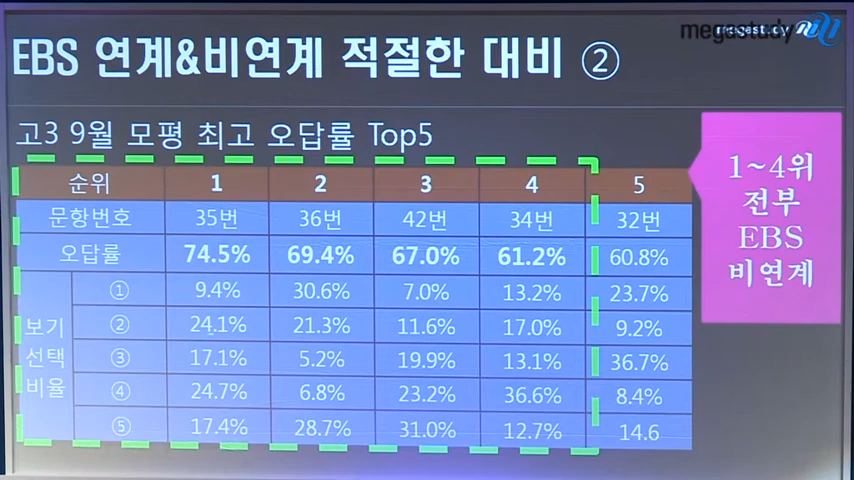 megastudy
megast.dy
EBS 연계&비연계 적절한 대비 ②
고3 9월 모평 최고 오답률 Top5
순위 1 2 3 4 5
문항번호 35번 36번 42번 34번 32번
오답률 74.5% 69.4% 67.0% 61.2% 60.8%
보기 선택 비율
① 9.4% 30.6% 7.0% 13.2% 23.7%
② 24.1% 21.3% 11.6% 17.0% 9.2%
③ 17.1% 5.2% 19.9% 13.1% 36.7%
④ 24.7% 6.8% 23.2% 36.6% 8.4%
⑤ 17.4% 28.7% 31.0% 12.7% 14.6
1~4위
전부
EBS
비연계